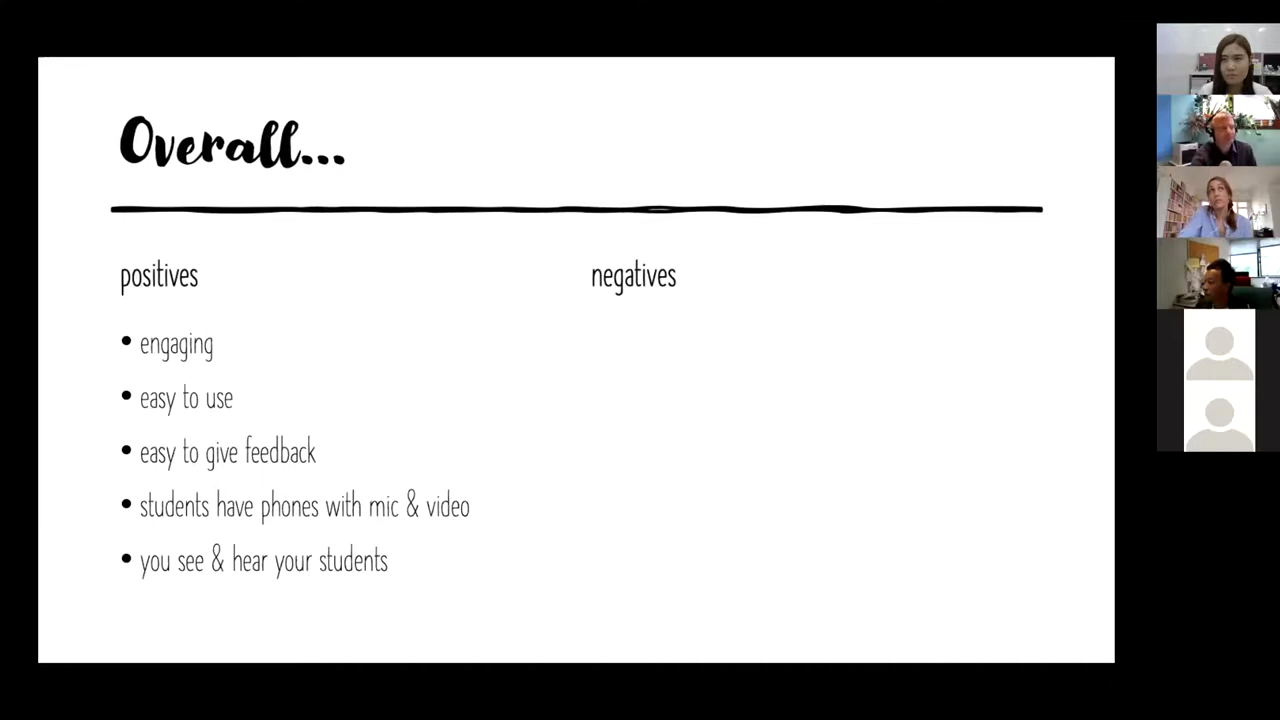 Overall...
positives
• engaging
• easy to use
• easy to give feedback
• students have phones with mic & video
• you see & hear your students
negatives